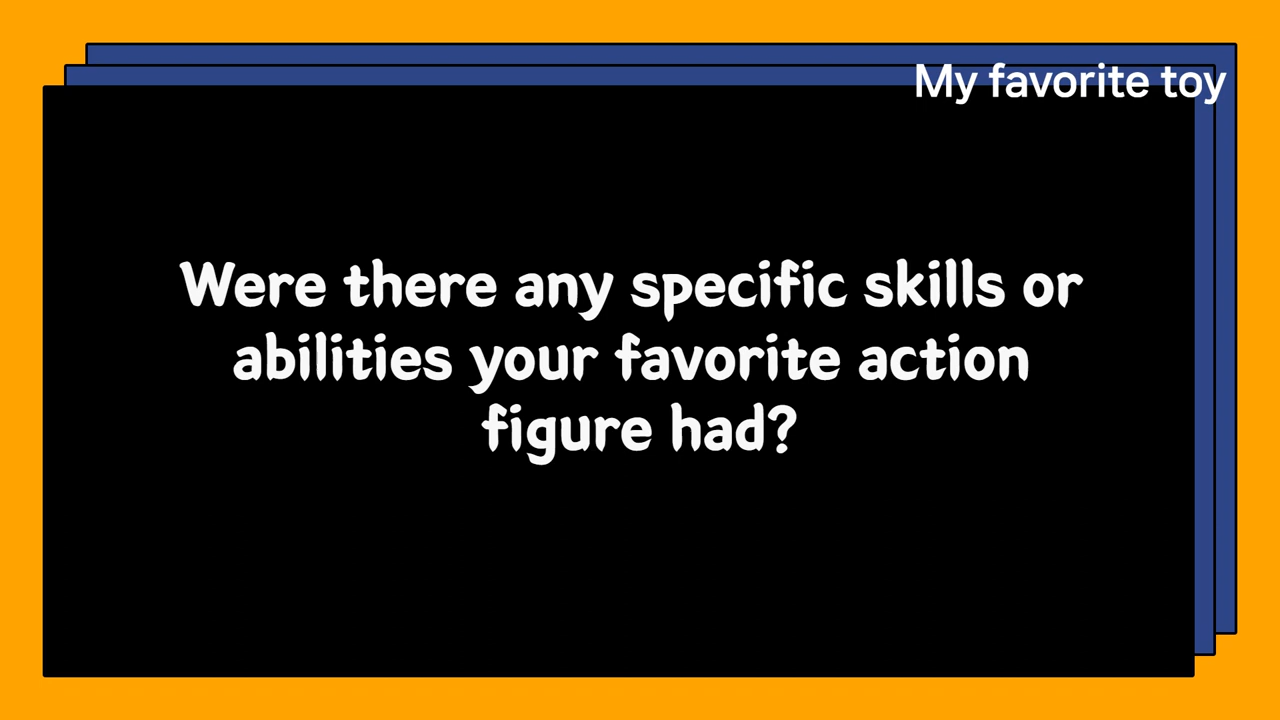 My favorite toy
Were there any specific skills or
abilities your favorite action
figure had?